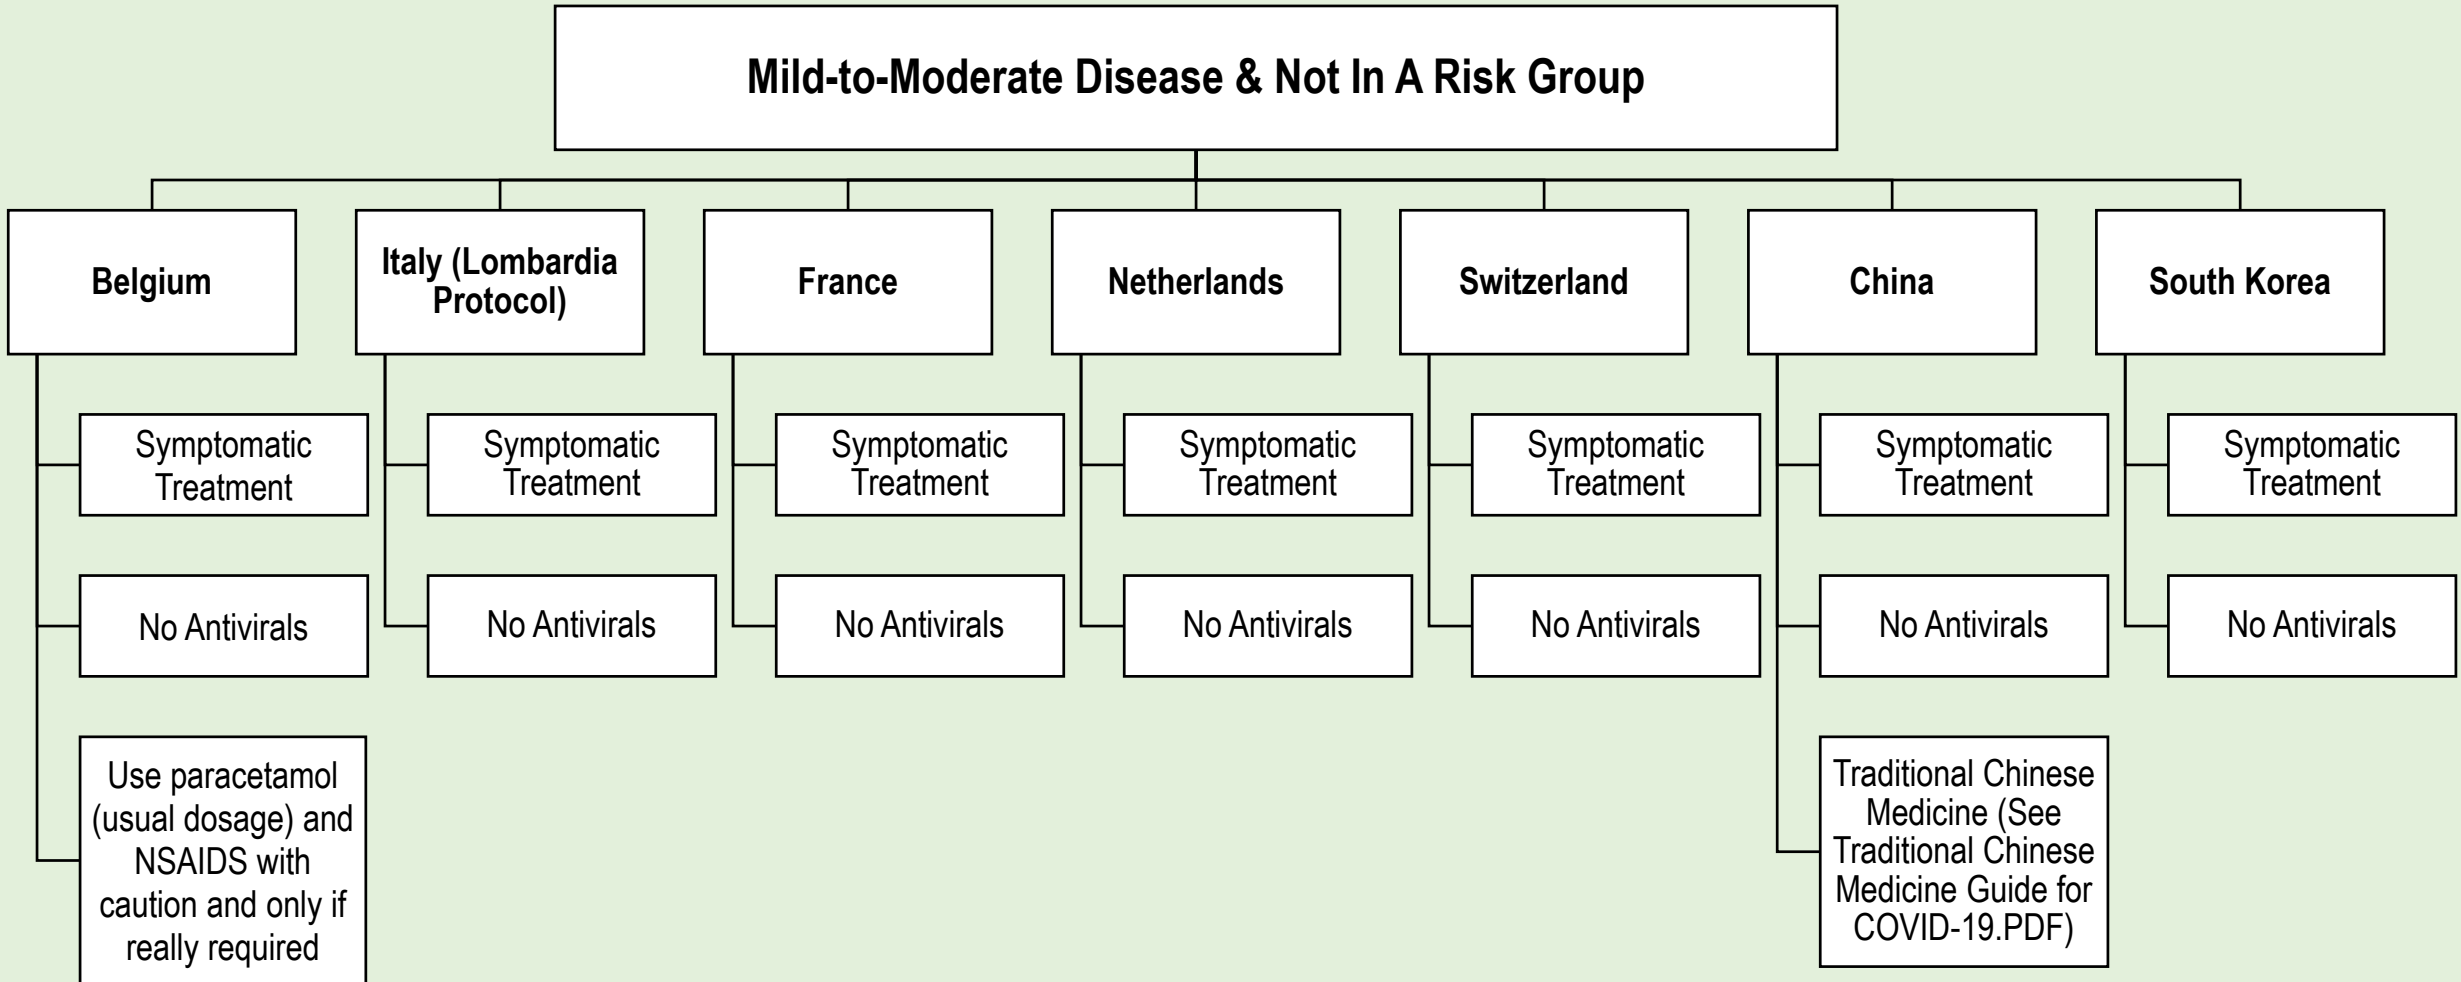 Mild-to-Moderate Disease & Not In A Risk Group
Belgium
Italy (Lombardia
Protocol)
France
Netherlands
Switzerland
China
South Korea
Symptomatic
Treatment
Symptomatic
Treatment
Symptomatic
Treatment
Symptomatic
Treatment
Symptomatic
Treatment
Symptomatic
Treatment
Symptomatic
Treatment
No Antivirals
No Antivirals
No Antivirals
No Antivirals
No Antivirals
No Antivirals
No Antivirals
Use paracetamol
(usual dosage) and
NSAIDS with
caution and only if
really required
Traditional Chinese
Medicine (See
Traditional Chinese
Medicine Guide for
COVID-19.PDF)